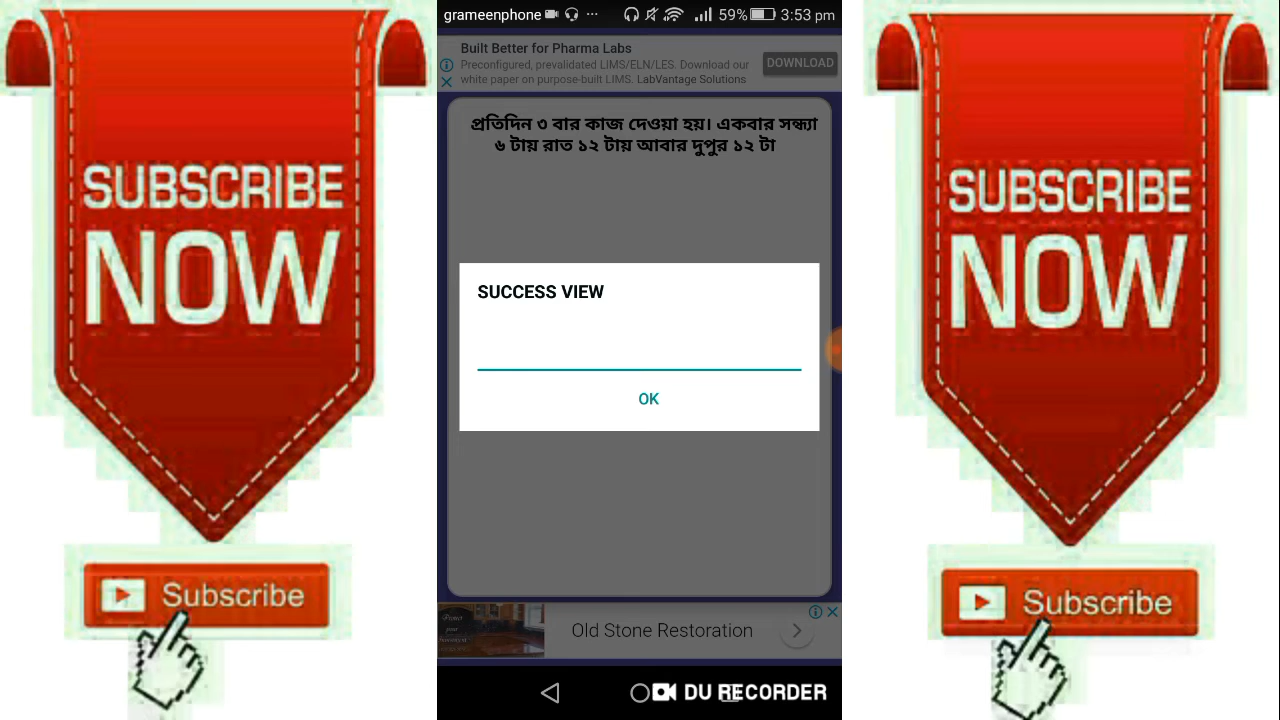 SUBSCRIBE
NOW
Subscribe
grameenphone ··· 59% 3:53 pm
Built Better for Pharma Labs
Preconfigured, prevalidated LIMS/ELN/LES. Download our
white paper on purpose-built LIMS. LabVantage Solutions
DOWNLOAD
প্রতিদিন ৩ বার কাজ দেওয়া হয়। একবার সন্ধ্যা
৬ টায় রাত ১২ টায় আবার দুপুর ১২ টা
SUCCESS VIEW
OK
Protect
your
Old Stone Restoration
DU RECORDER
SUBSCRIBE
NOW
Subscribe